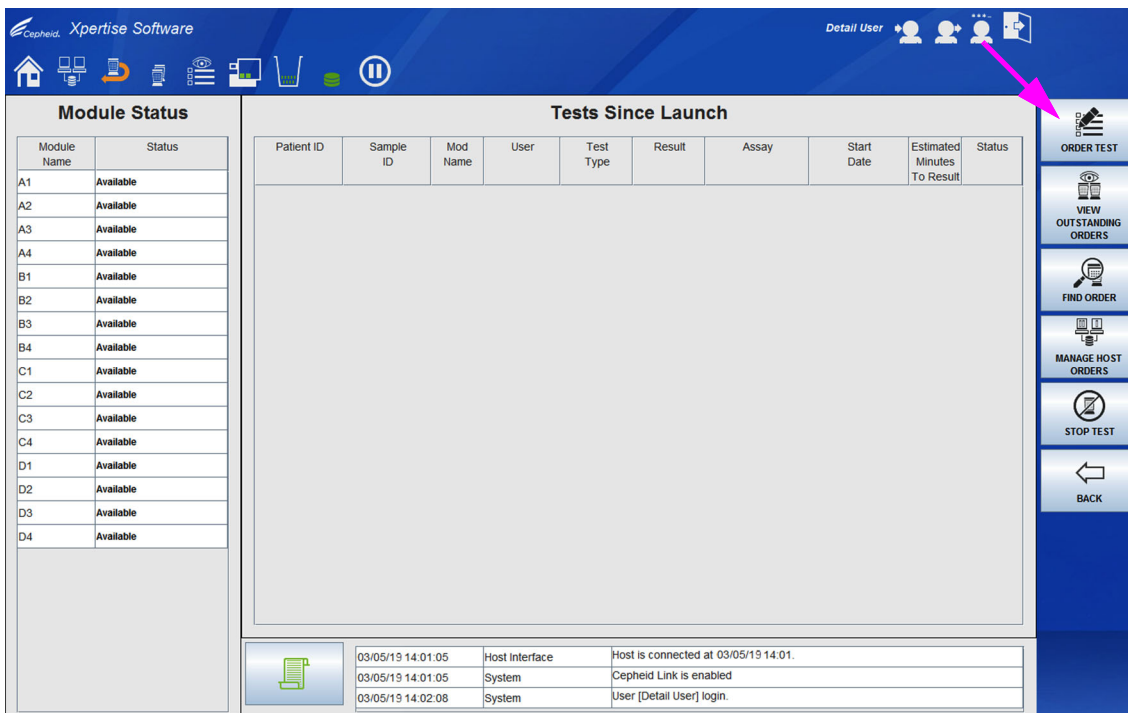 Cepheid. Xpertise Software
Detail User
Module Status
Module Name
Status
A1 Available
A2 Available
A3 Available
A4 Available
B1 Available
B2 Available
B3 Available
B4 Available
C1 Available
C2 Available
C3 Available
C4 Available
D1 Available
D2 Available
D3 Available
D4 Available
Tests Since Launch
Patient ID
Sample ID
Mod Name
User
Test Type
Result
Assay
Start Date
Estimated Minutes To Result
Status
03/05/19 14:01:05 Host Interface Host is connected at 03/05/19 14:01.
03/05/19 14:01:05 System Cepheid Link is enabled
03/05/19 14:02:08 System User [Detail User] login.
ORDER TEST
VIEW
OUTSTANDING
ORDERS
FIND ORDER
MANAGE HOST
ORDERS
STOP TEST
BACK